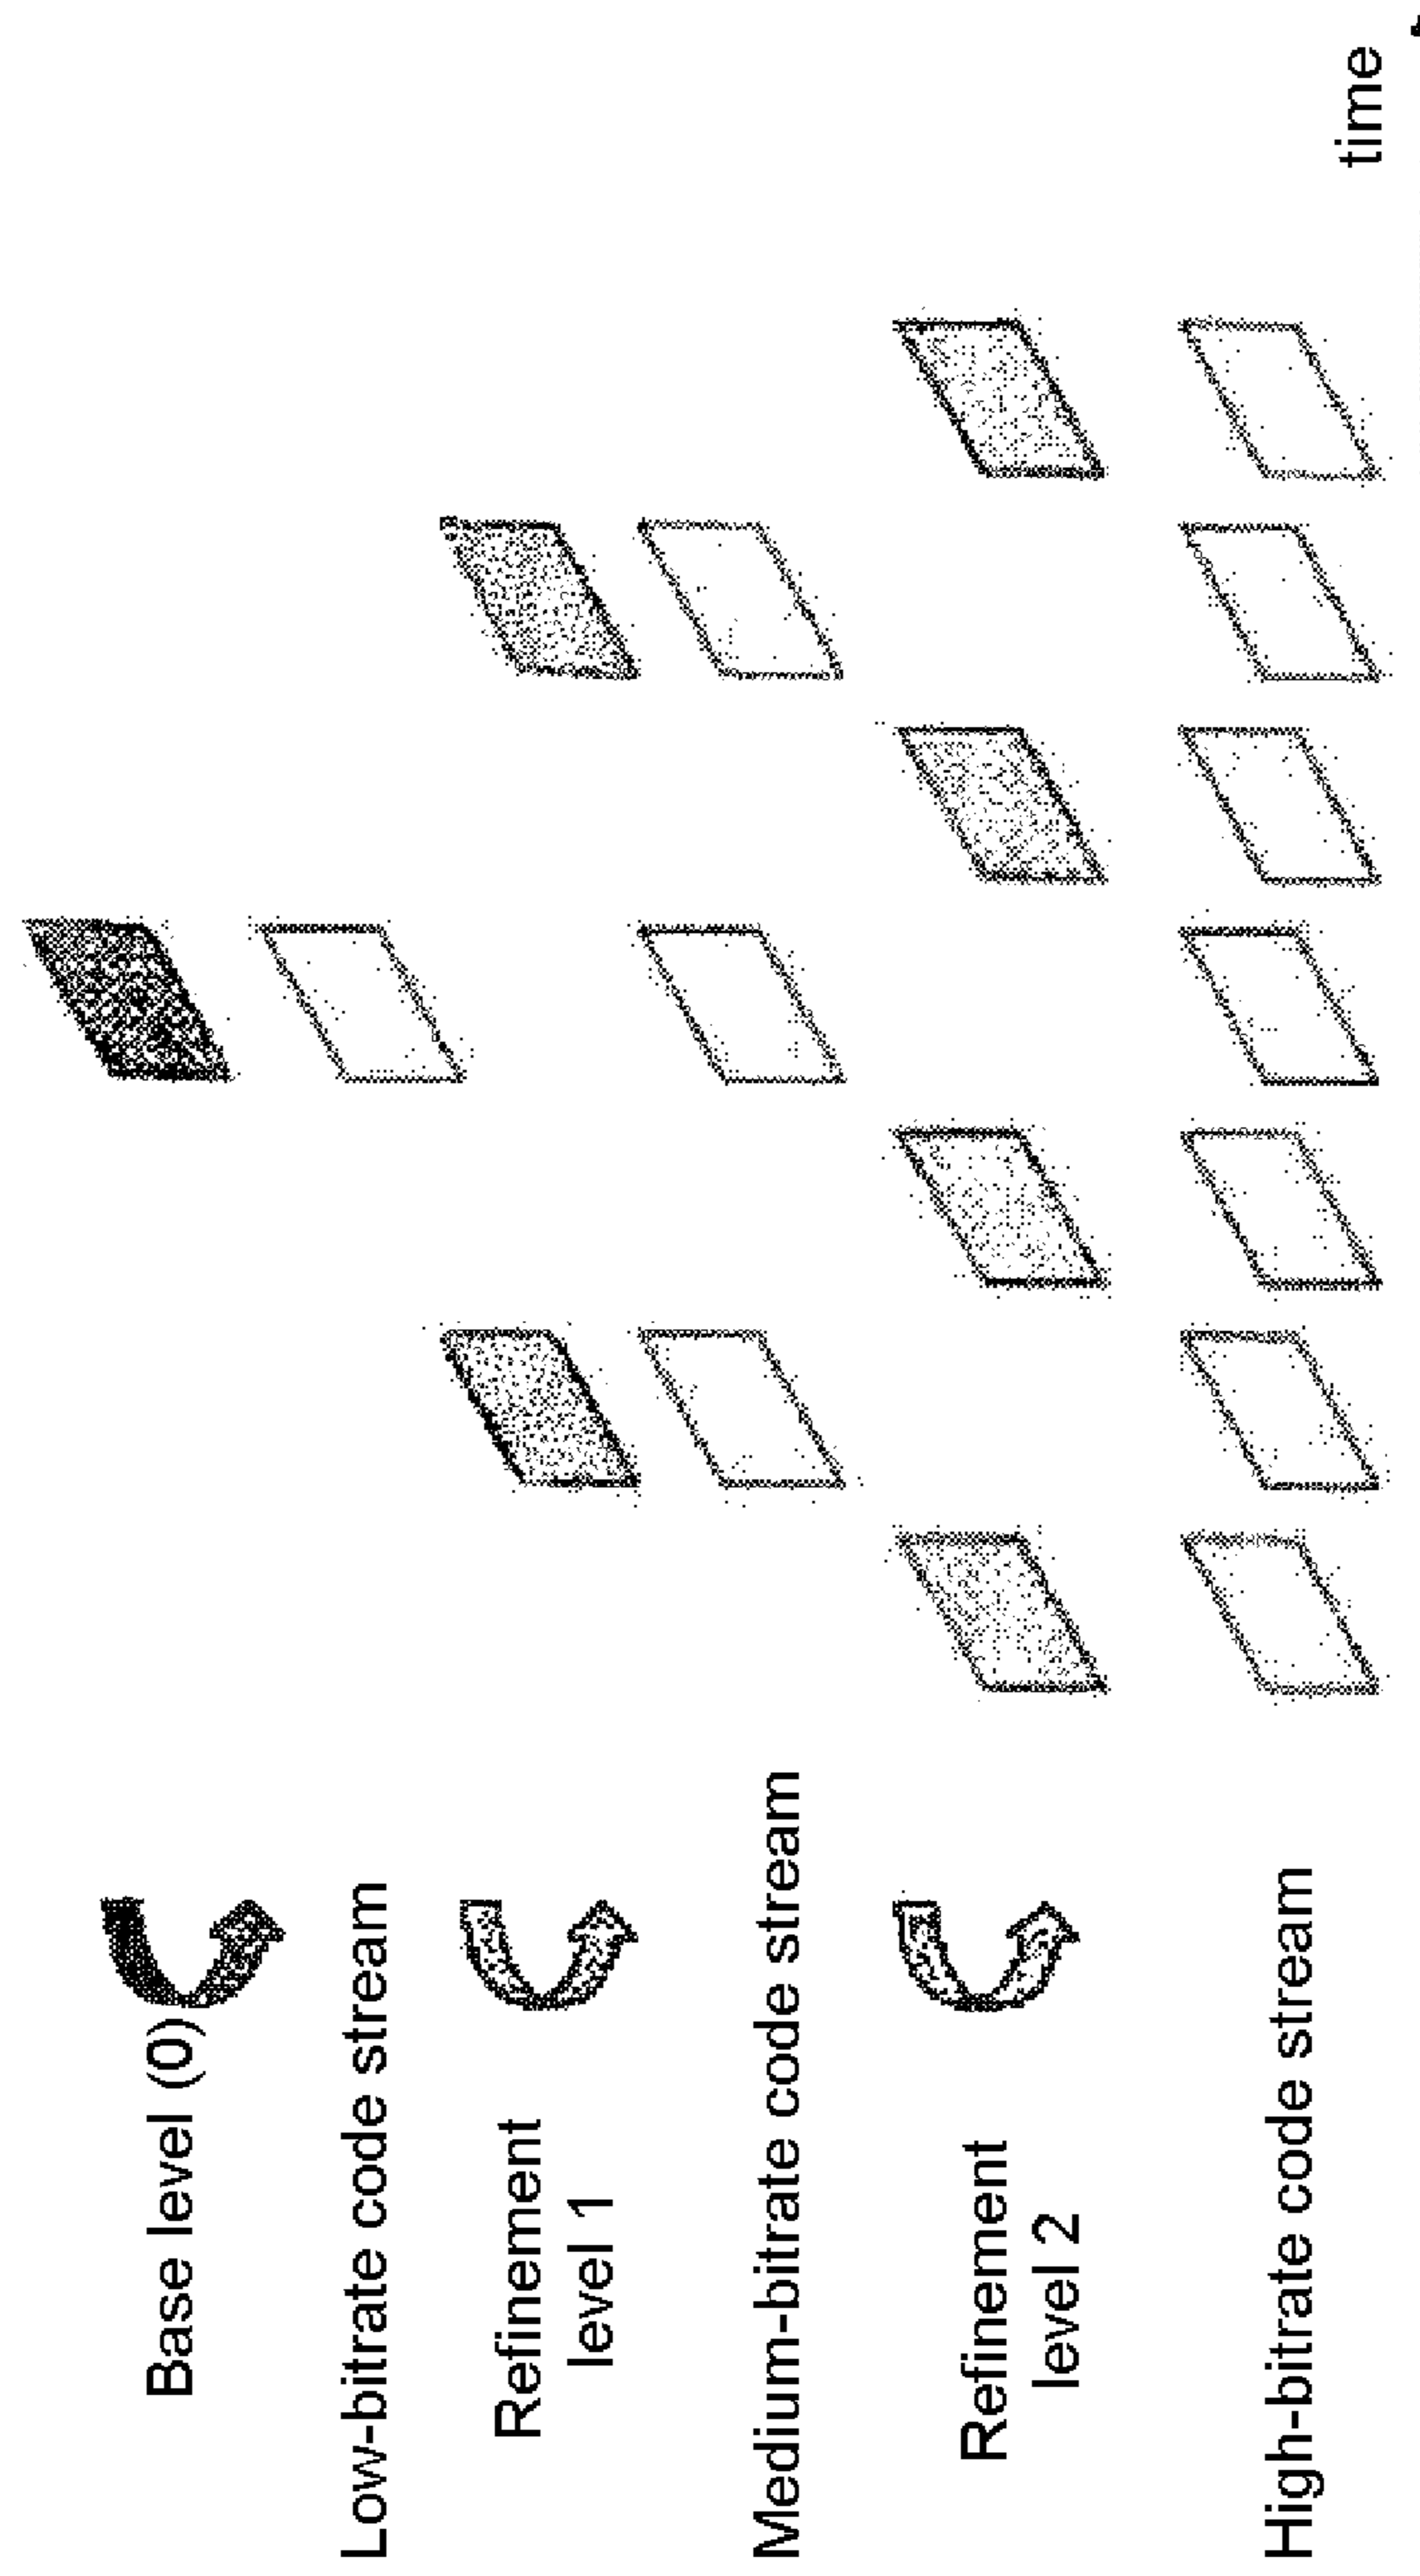 Base level (0)
Low-bitrate code stream
Refinement
level 1
Medium-bitrate code stream
Refinement
level 2
High-bitrate code stream
time